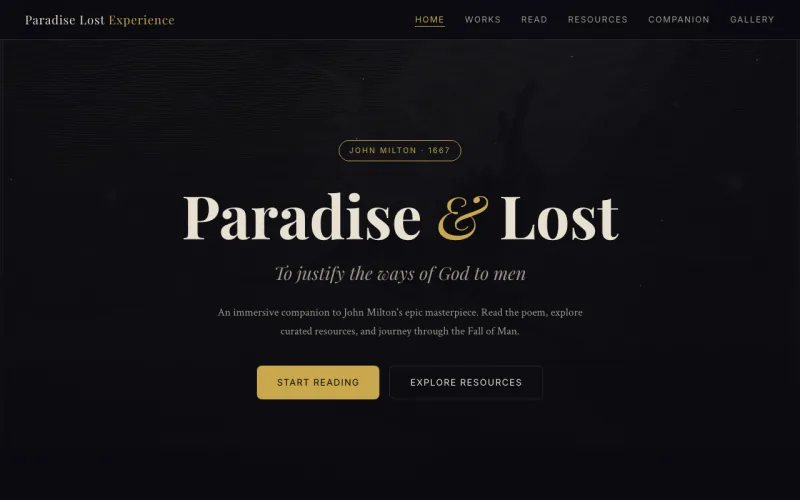 Paradise Lost Experience
HOME WORKS READ RESOURCES COMPANION GALLERY
JOHN MILTON · 1667
Paradise & Lost
To justify the ways of God to men
An immersive companion to John Milton's epic masterpiece. Read the poem, explore
curated resources, and journey through the Fall of Man.
START READING EXPLORE RESOURCES